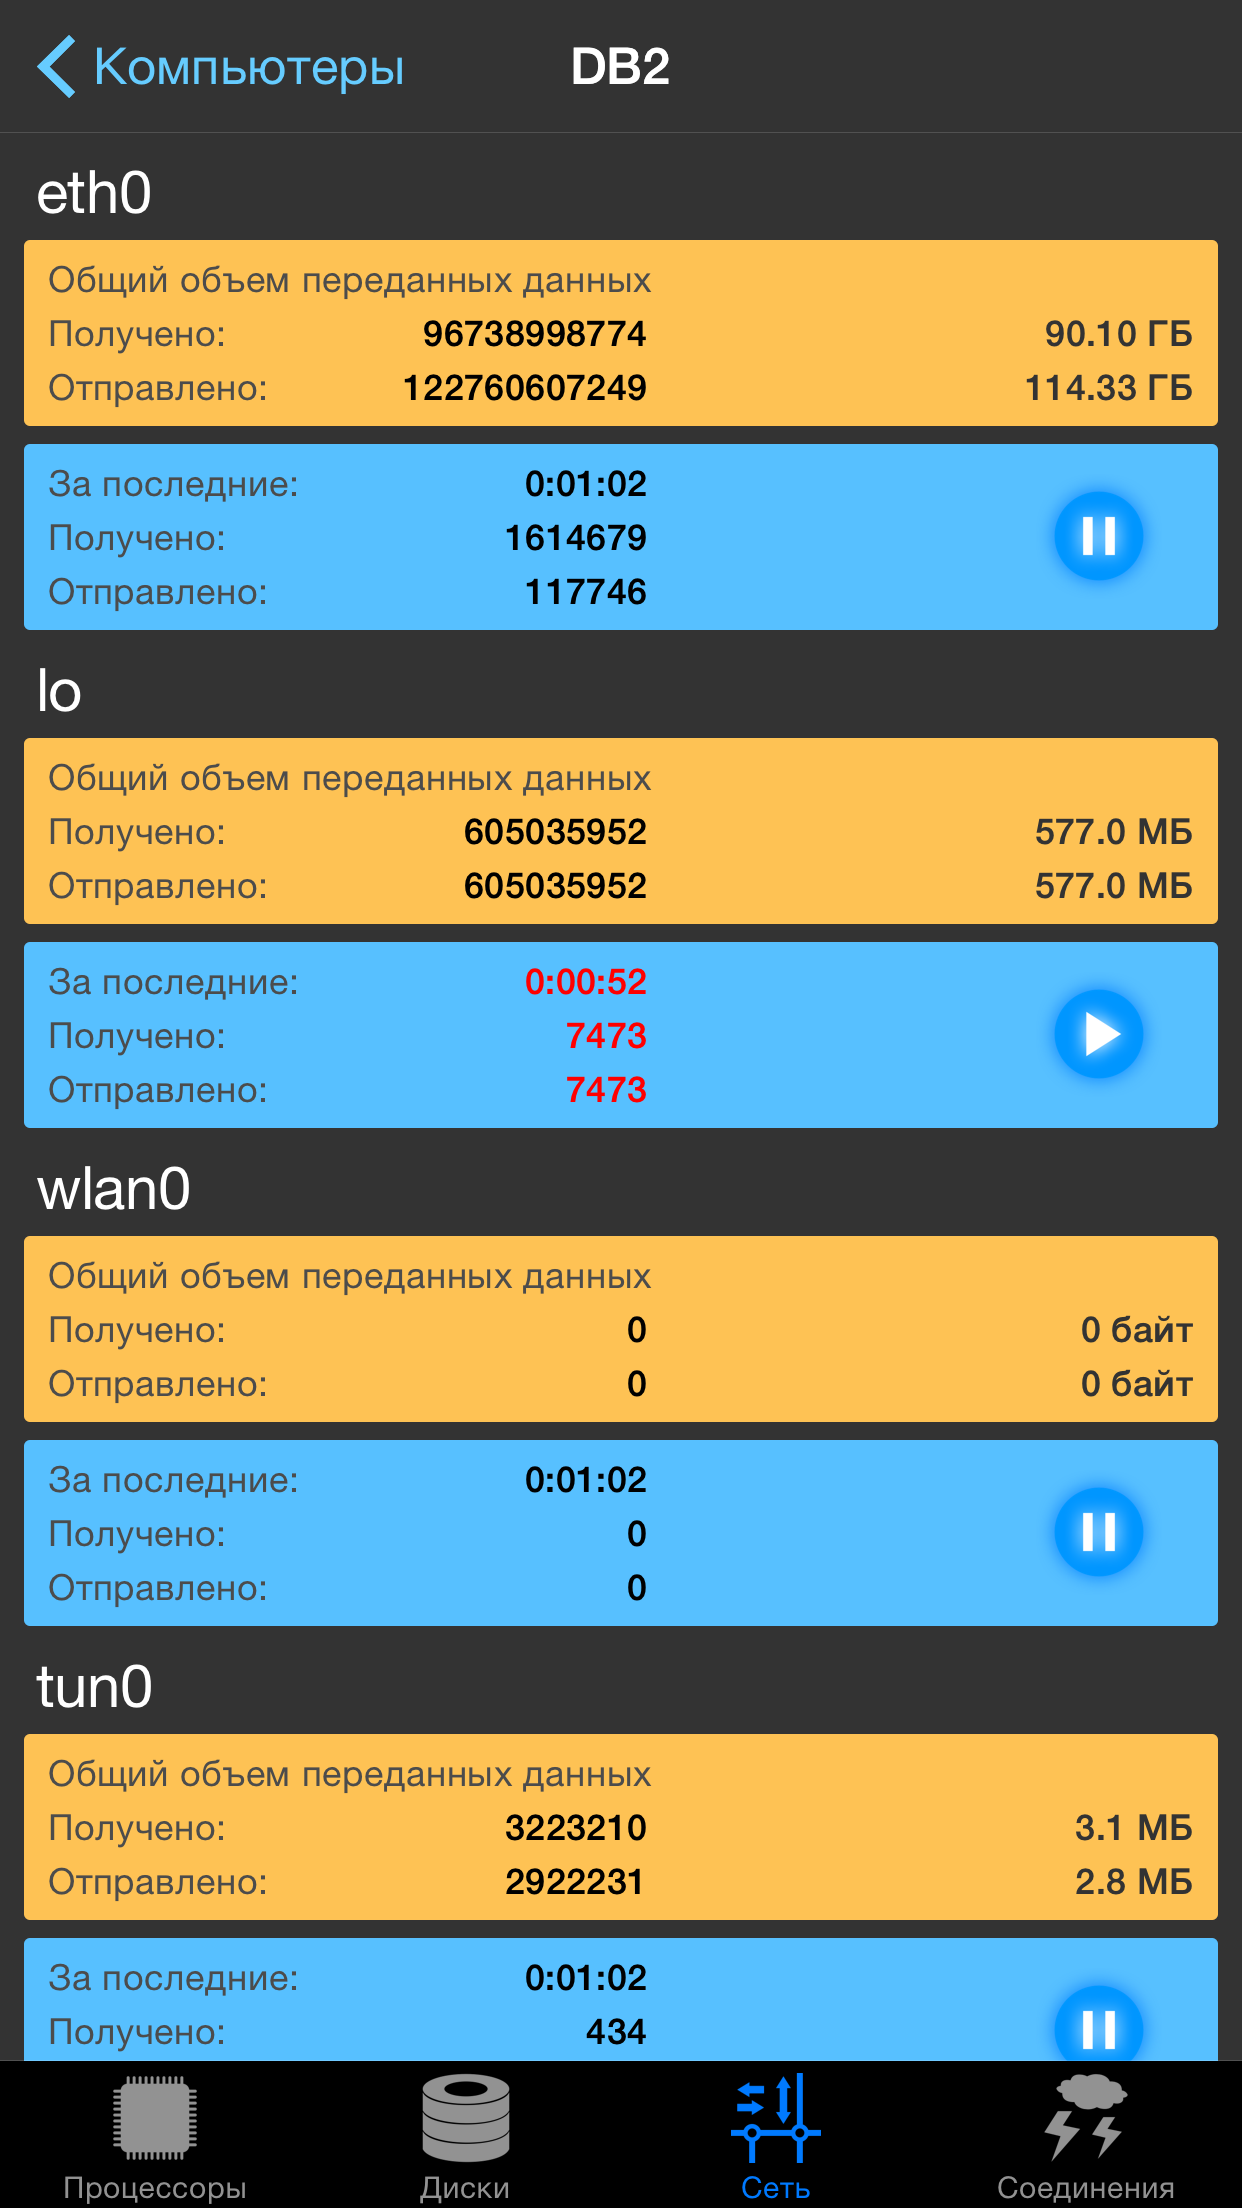 Компьютеры DB2
eth0
Общий объем переданных данных
Получено: 96738998774 90.10 ГБ
Отправлено: 122760607249 114.33 ГБ
За последние: 0:01:02
Получено: 1614679
Отправлено: 117746
lo
Общий объем переданных данных
Получено: 605035952 577.0 МБ
Отправлено: 605035952 577.0 МБ
За последние: 0:00:52
Получено: 7473
Отправлено: 7473
wlan0
Общий объем переданных данных
Получено: 0 0 байт
Отправлено: 0 0 байт
За последние: 0:01:02
Получено: 0
Отправлено: 0
tun0
Общий объем переданных данных
Получено: 3223210 3.1 МБ
Отправлено: 2922231 2.8 МБ
За последние: 0:01:02
Получено: 434
Процессоры Диски Сеть Соединения